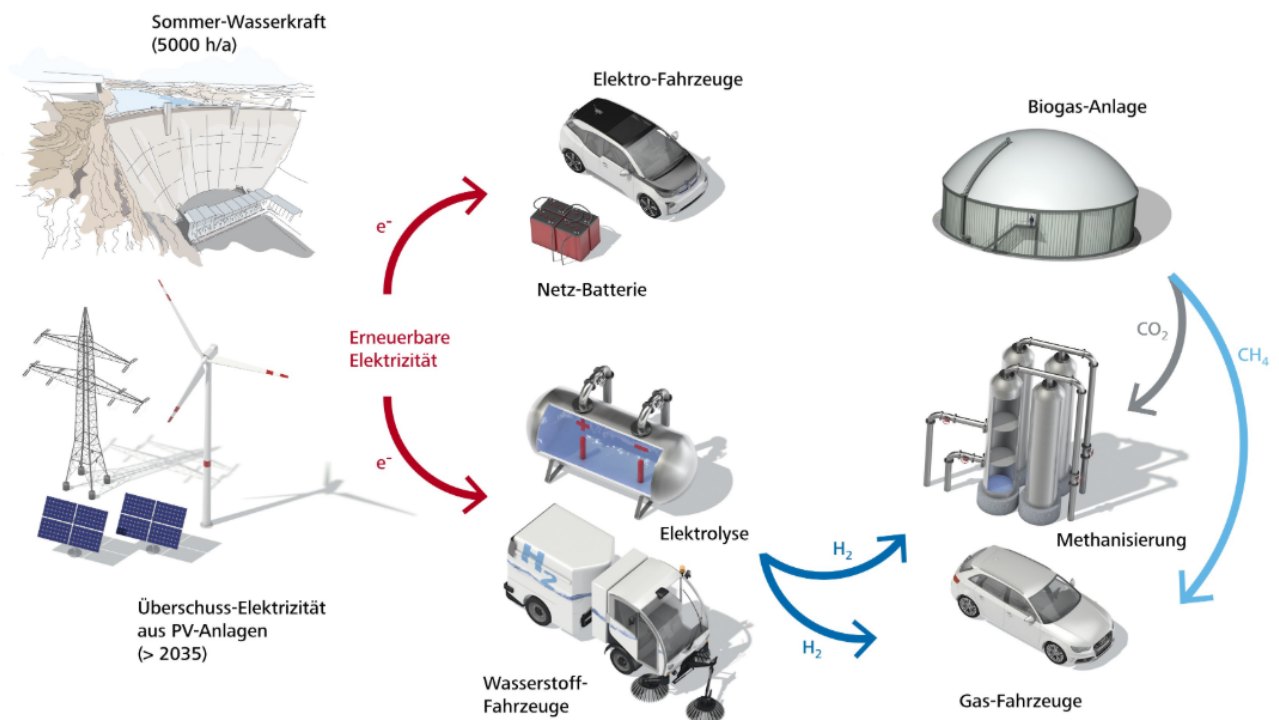 Sommer-Wasserkraft
(5000 h/a)
Elektro-Fahrzeuge
Biogas-Anlage
e⁻
Netz-Batterie
Erneuerbare
Elektrizität
CO₂
CH₄
e⁻
+
−
Elektrolyse
H₂
Methanisierung
H₂
Überschuss-Elektrizität
aus PV-Anlagen
(> 2035)
H₂
Wasserstoff-
Fahrzeuge
Gas-Fahrzeuge